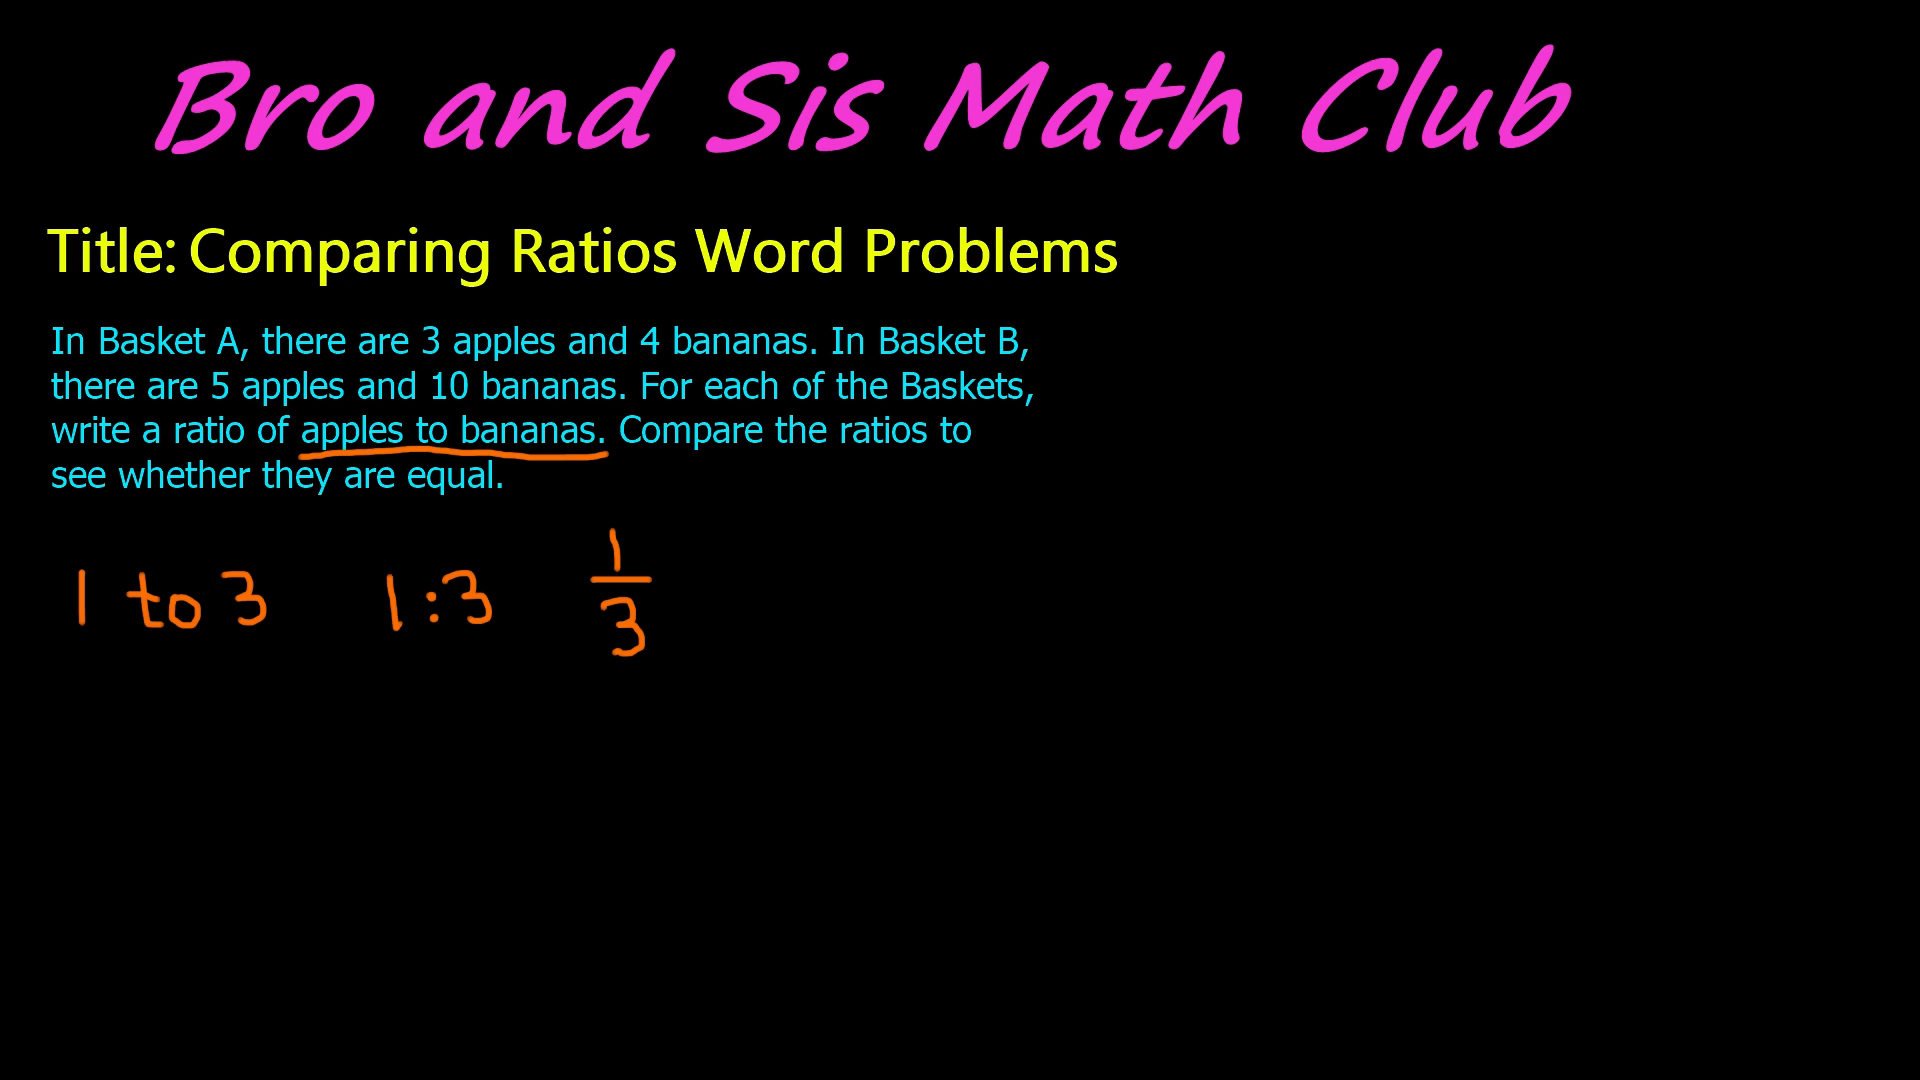 Bro and Sis Math Club
Title: Comparing Ratios Word Problems
In Basket A, there are 3 apples and 4 bananas. In Basket B,
there are 5 apples and 10 bananas. For each of the Baskets,
write a ratio of apples to bananas. Compare the ratios to
see whether they are equal.
1 to 3 1:3 1/3